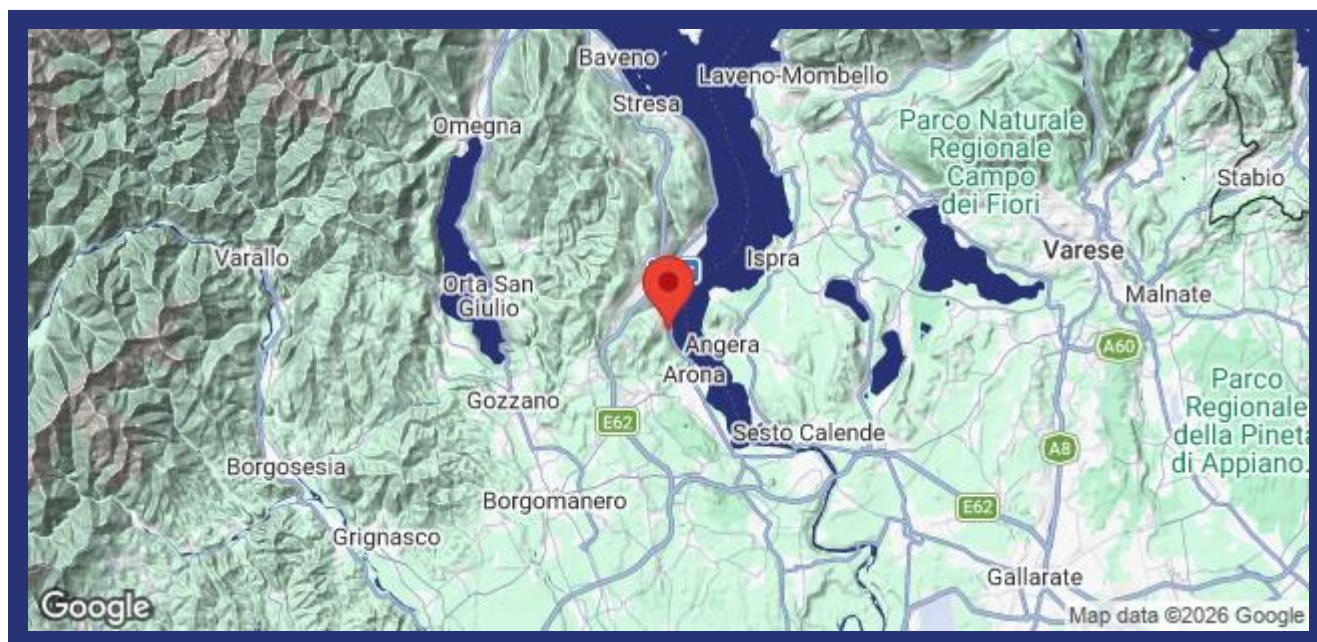 Baveno
Laveno-Mombello
Stresa
Omegna
Parco Naturale
Regionale
Campo
dei Fiori
Stabio
Varallo
Ispra
Varese
Orta San
Giulio
Malnate
Angera
A60
Arona
Parco
Regionale
della Pineta
di Appiano...
Gozzano
E62
Sesto Calende
A8
Borgosesia
Borgomanero
E62
Grignasco
Gallarate
Google
Map data ©2026 Google